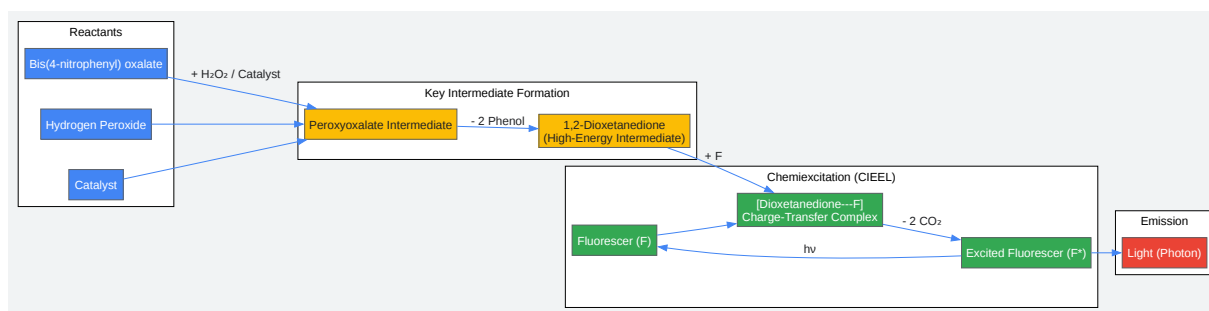 Reactants
Bis(4-nitrophenyl) oxalate
+ H₂O₂ / Catalyst
Hydrogen Peroxide
Catalyst
Key Intermediate Formation
Peroxyoxalate Intermediate
- 2 Phenol
1,2-Dioxetanedione
(High-Energy Intermediate)
+ F
Chemiexcitation (CIEEL)
[Dioxetanedione---F]
Charge-Transfer Complex
- 2 CO₂
Fluorescer (F)
hν
Excited Fluorescer (F*)
Emission
Light (Photon)